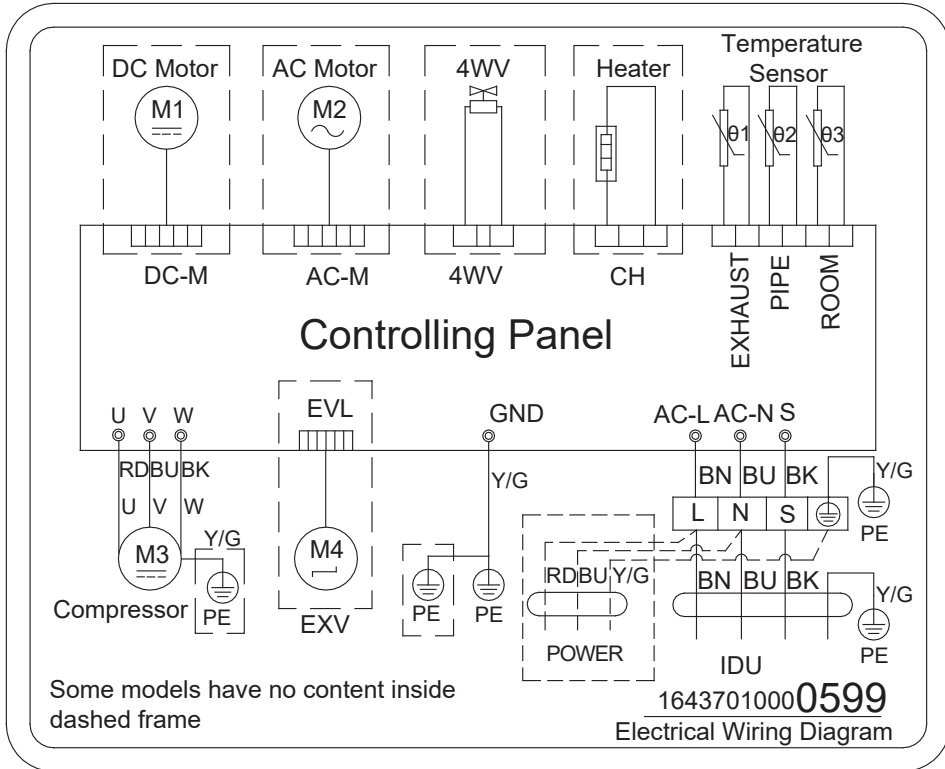 DC Motor
AC Motor
4WV
Heater
Temperature
Sensor
M1
M2
θ1
θ2
θ3
DC-M
AC-M
4WV
CH
EXHAUST
PIPE
ROOM
Controlling Panel
U V W
EVL
GND
AC-L AC-N S
RD BU BK
Y/G
BN BU BK
Y/G
U V W
L N S
PE
M3
Y/G
M4
RD BU Y/G
BN BU BK
Y/G
Compressor
PE
EXV
PE
PE
POWER
IDU
PE
Some models have no content inside
dashed frame
16437010000599
Electrical Wiring Diagram